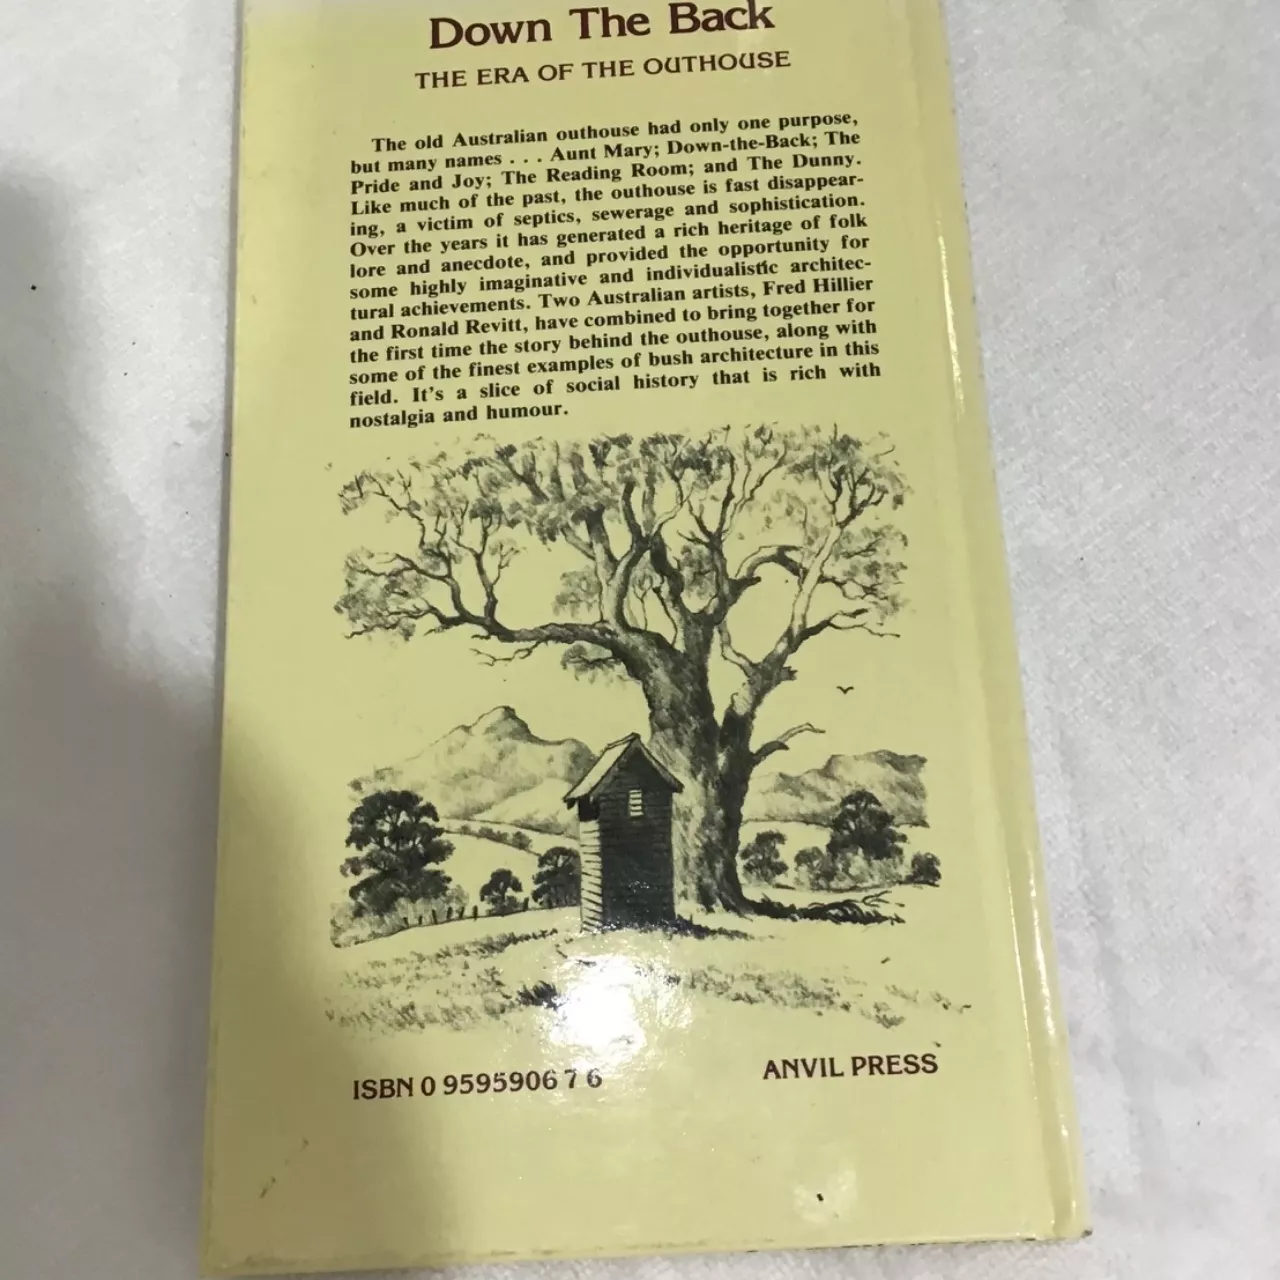 Down The Back
THE ERA OF THE OUTHOUSE
The old Australian outhouse had only one purpose,
but many names . . . Aunt Mary; Down-the-Back; The
Pride and Joy; The Reading Room; and The Dunny.
Like much of the past, the outhouse is fast disappear-
ing, a victim of septics, sewerage and sophistication.
Over the years it has generated a rich heritage of folk
lore and anecdote, and provided the opportunity for
some highly imaginative and individualistic architec-
tural achievements. Two Australian artists, Fred Hillier
and Ronald Revitt, have combined to bring together for
the first time the story behind the outhouse, along with
some of the finest examples of bush architecture in this
field. It's a slice of social history that is rich with
nostalgia and humour.
ISBN 0 9595906 7 6
ANVIL PRESS